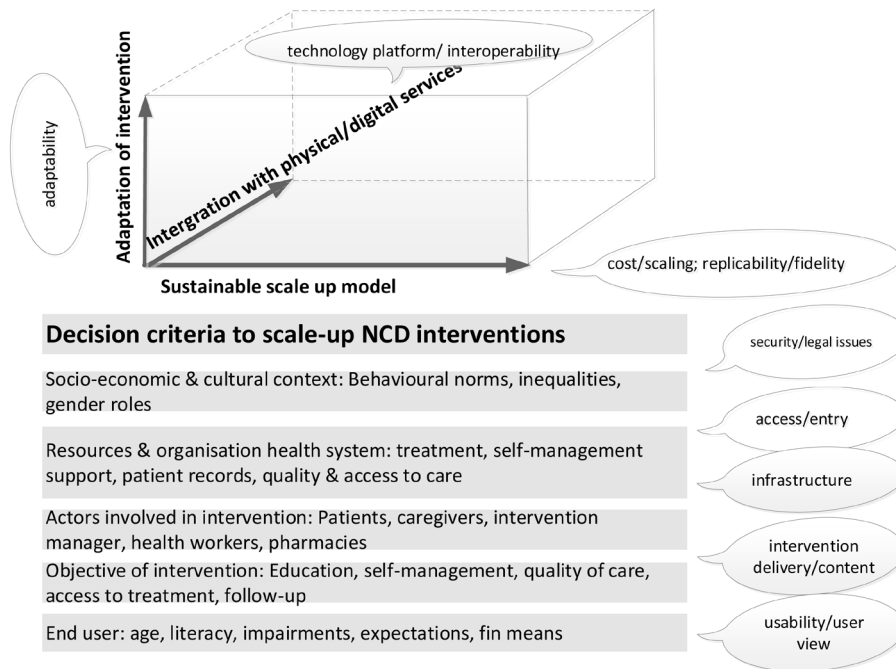 technology platform/ interoperability
adaptability
Adaptation of intervention
Intergration with physical/digital services
Sustainable scale up model
cost/scaling; replicability/fidelity
Decision criteria to scale-up NCD interventions
security/legal issues
Socio-economic & cultural context: Behavioural norms, inequalities,
gender roles
access/entry
Resources & organisation health system: treatment, self-management
support, patient records, quality & access to care
infrastructure
Actors involved in intervention: Patients, caregivers, intervention
manager, health workers, pharmacies
intervention
delivery/content
Objective of intervention: Education, self-management, quality of care,
access to treatment, follow-up
End user: age, literacy, impairments, expectations, fin means
usability/user
view